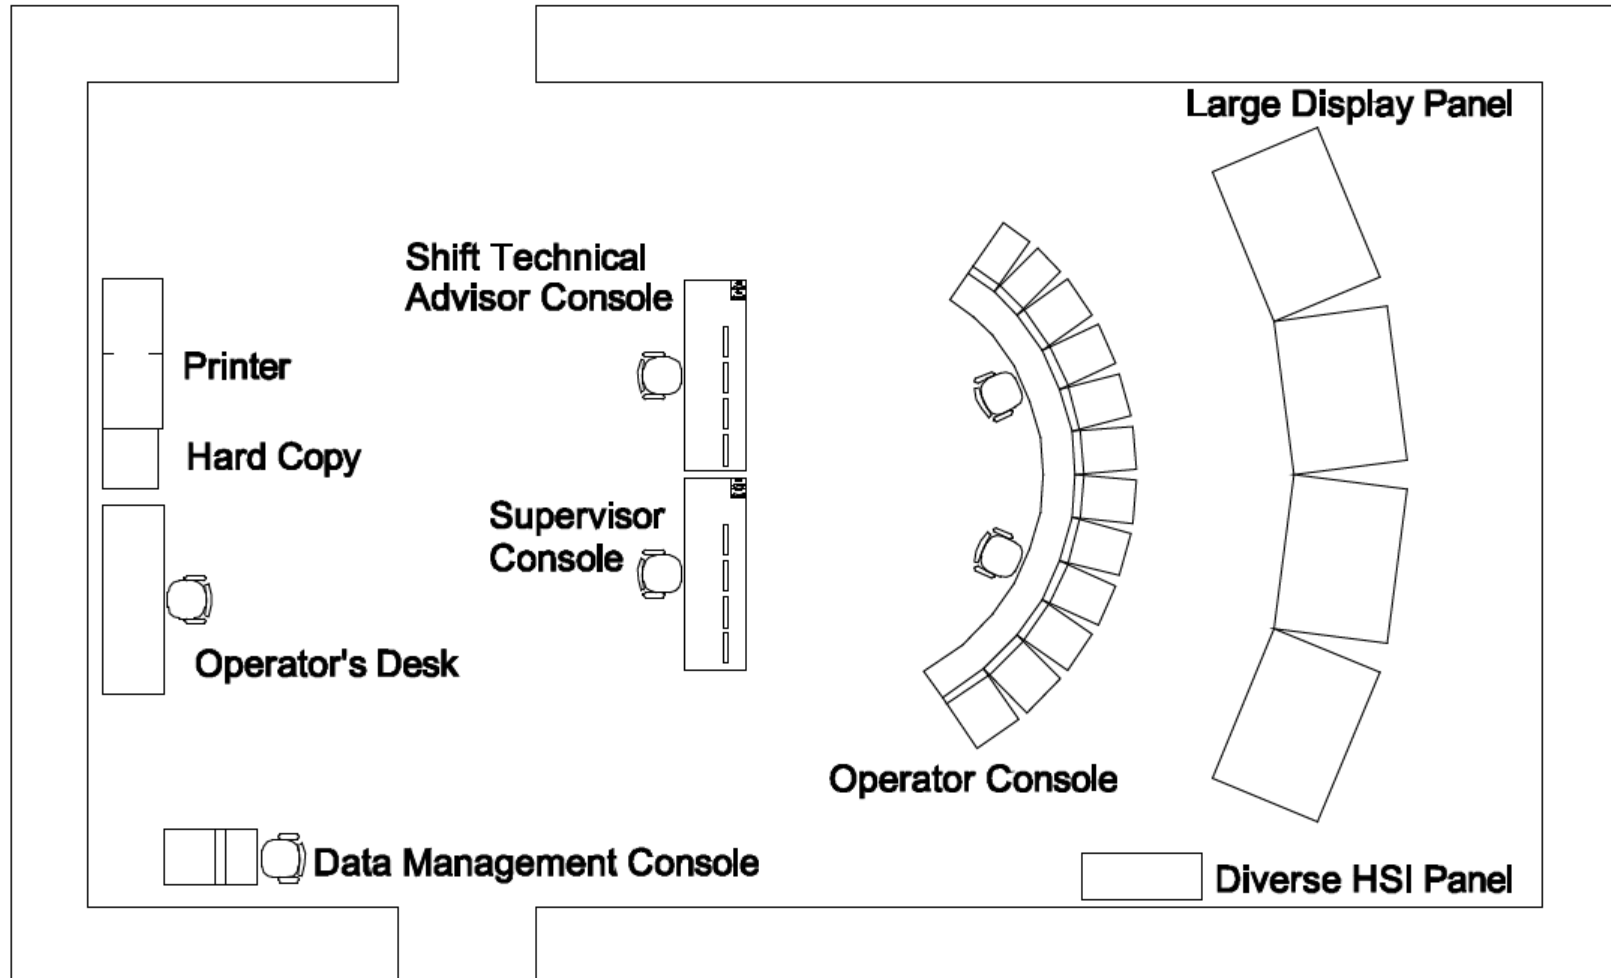 Large Display Panel
Shift Technical
Advisor Console
Printer
Hard Copy
Supervisor
Console
Operator's Desk
Operator Console
Data Management Console
Diverse HSI Panel